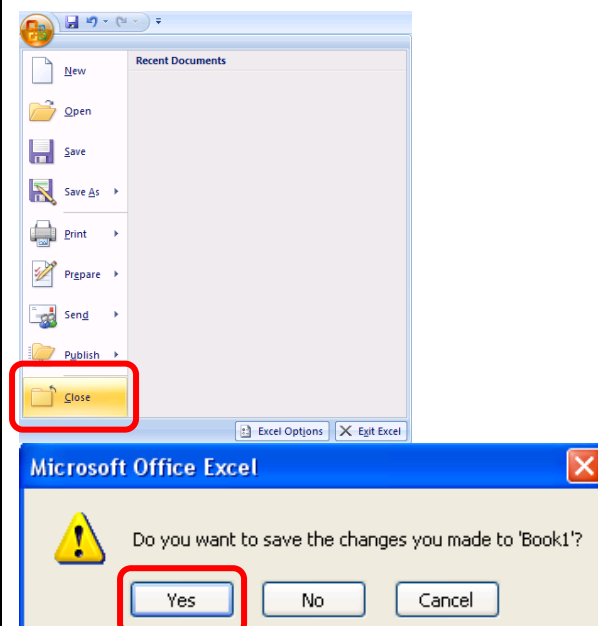 Recent Documents
New
Open
Save
Save As
Print
Prepare
Send
Publish
Close
Excel Options Exit Excel
Microsoft Office Excel
Do you want to save the changes you made to 'Book1'?
Yes No Cancel